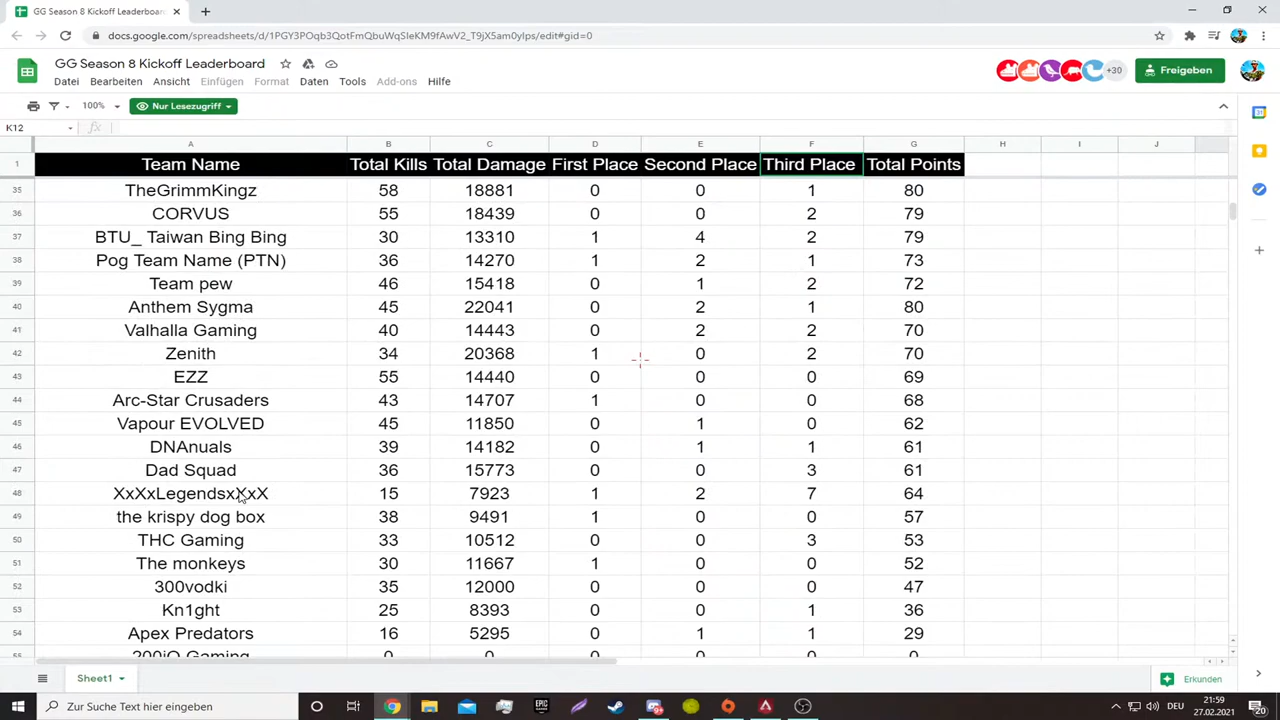 GG Season 8 Kickoff Leaderboard
docs.google.com/spreadsheets/d/1PGY3POqb3QotFmQbuWqSIeKM9fAwV2_T9jX5am0ylps/edit#gid=0
GG Season 8 Kickoff Leaderboard
+30
Freigeben
Datei Bearbeiten Ansicht Einfügen Format Daten Tools Add-ons Hilfe
100% Nur Lesezugriff
K12 fx
A B C D E F G H I J
1 Team Name Total Kills Total Damage First Place Second Place Third Place Total Points
35 TheGrimmKingz 58 18881 0 0 1 80
36 CORVUS 55 18439 0 0 2 79
37 BTU_ Taiwan Bing Bing 30 13310 1 4 2 79
38 Pog Team Name (PTN) 36 14270 1 2 1 73
39 Team pew 46 15418 0 1 2 72
40 Anthem Sygma 45 22041 0 2 1 80
41 Valhalla Gaming 40 14443 0 2 2 70
42 Zenith 34 20368 1 0 2 70
43 EZZ 55 14440 0 0 0 69
44 Arc-Star Crusaders 43 14707 1 0 0 68
45 Vapour EVOLVED 45 11850 0 1 0 62
46 DNAnuals 39 14182 0 1 1 61
47 Dad Squad 36 15773 0 0 3 61
48 XxXxLegendsxXxX 15 7923 1 2 7 64
49 the krispy dog box 38 9491 1 0 0 57
50 THC Gaming 33 10512 0 0 3 53
51 The monkeys 30 11667 1 0 0 52
52 300vodki 35 12000 0 0 0 47
53 Kn1ght 25 8393 0 0 1 36
54 Apex Predators 16 5295 0 1 1 29
55 200iQ Gaming 0 0 0 0 0 0
Sheet1
Erkunden
Zur Suche Text hier eingeben
EPIC
DEU
21:59
27.02.2021
20